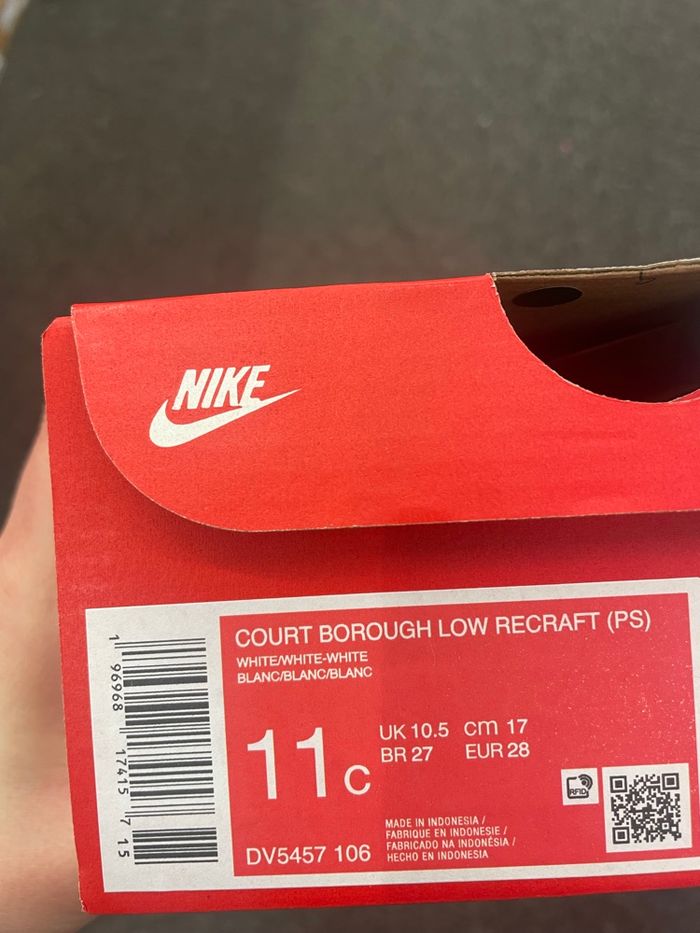 NIKE
COURT BOROUGH LOW RECRAFT (PS)
WHITE/WHITE-WHITE
BLANC/BLANC/BLANC
11 C
UK 10.5 cm 17
BR 27 EUR 28
RFID
DV5457 106
MADE IN INDONESIA /
FABRIQUE EN INDONESIE /
FABRICADO NA INDONÉSIA /
HECHO EN INDONESIA
1 96968 17415 7 15